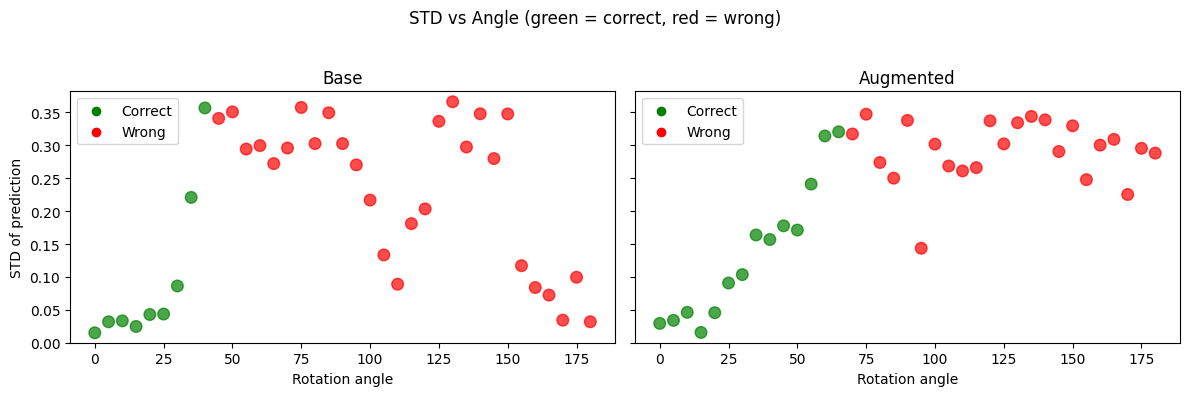 STD vs Angle (green = correct, red = wrong)
Base
Correct
Wrong
STD of prediction
0.35
0.30
0.25
0.20
0.15
0.10
0.05
0.00
0 25 50 75 100 125 150 175
Rotation angle
Augmented
Correct
Wrong
0 25 50 75 100 125 150 175
Rotation angle